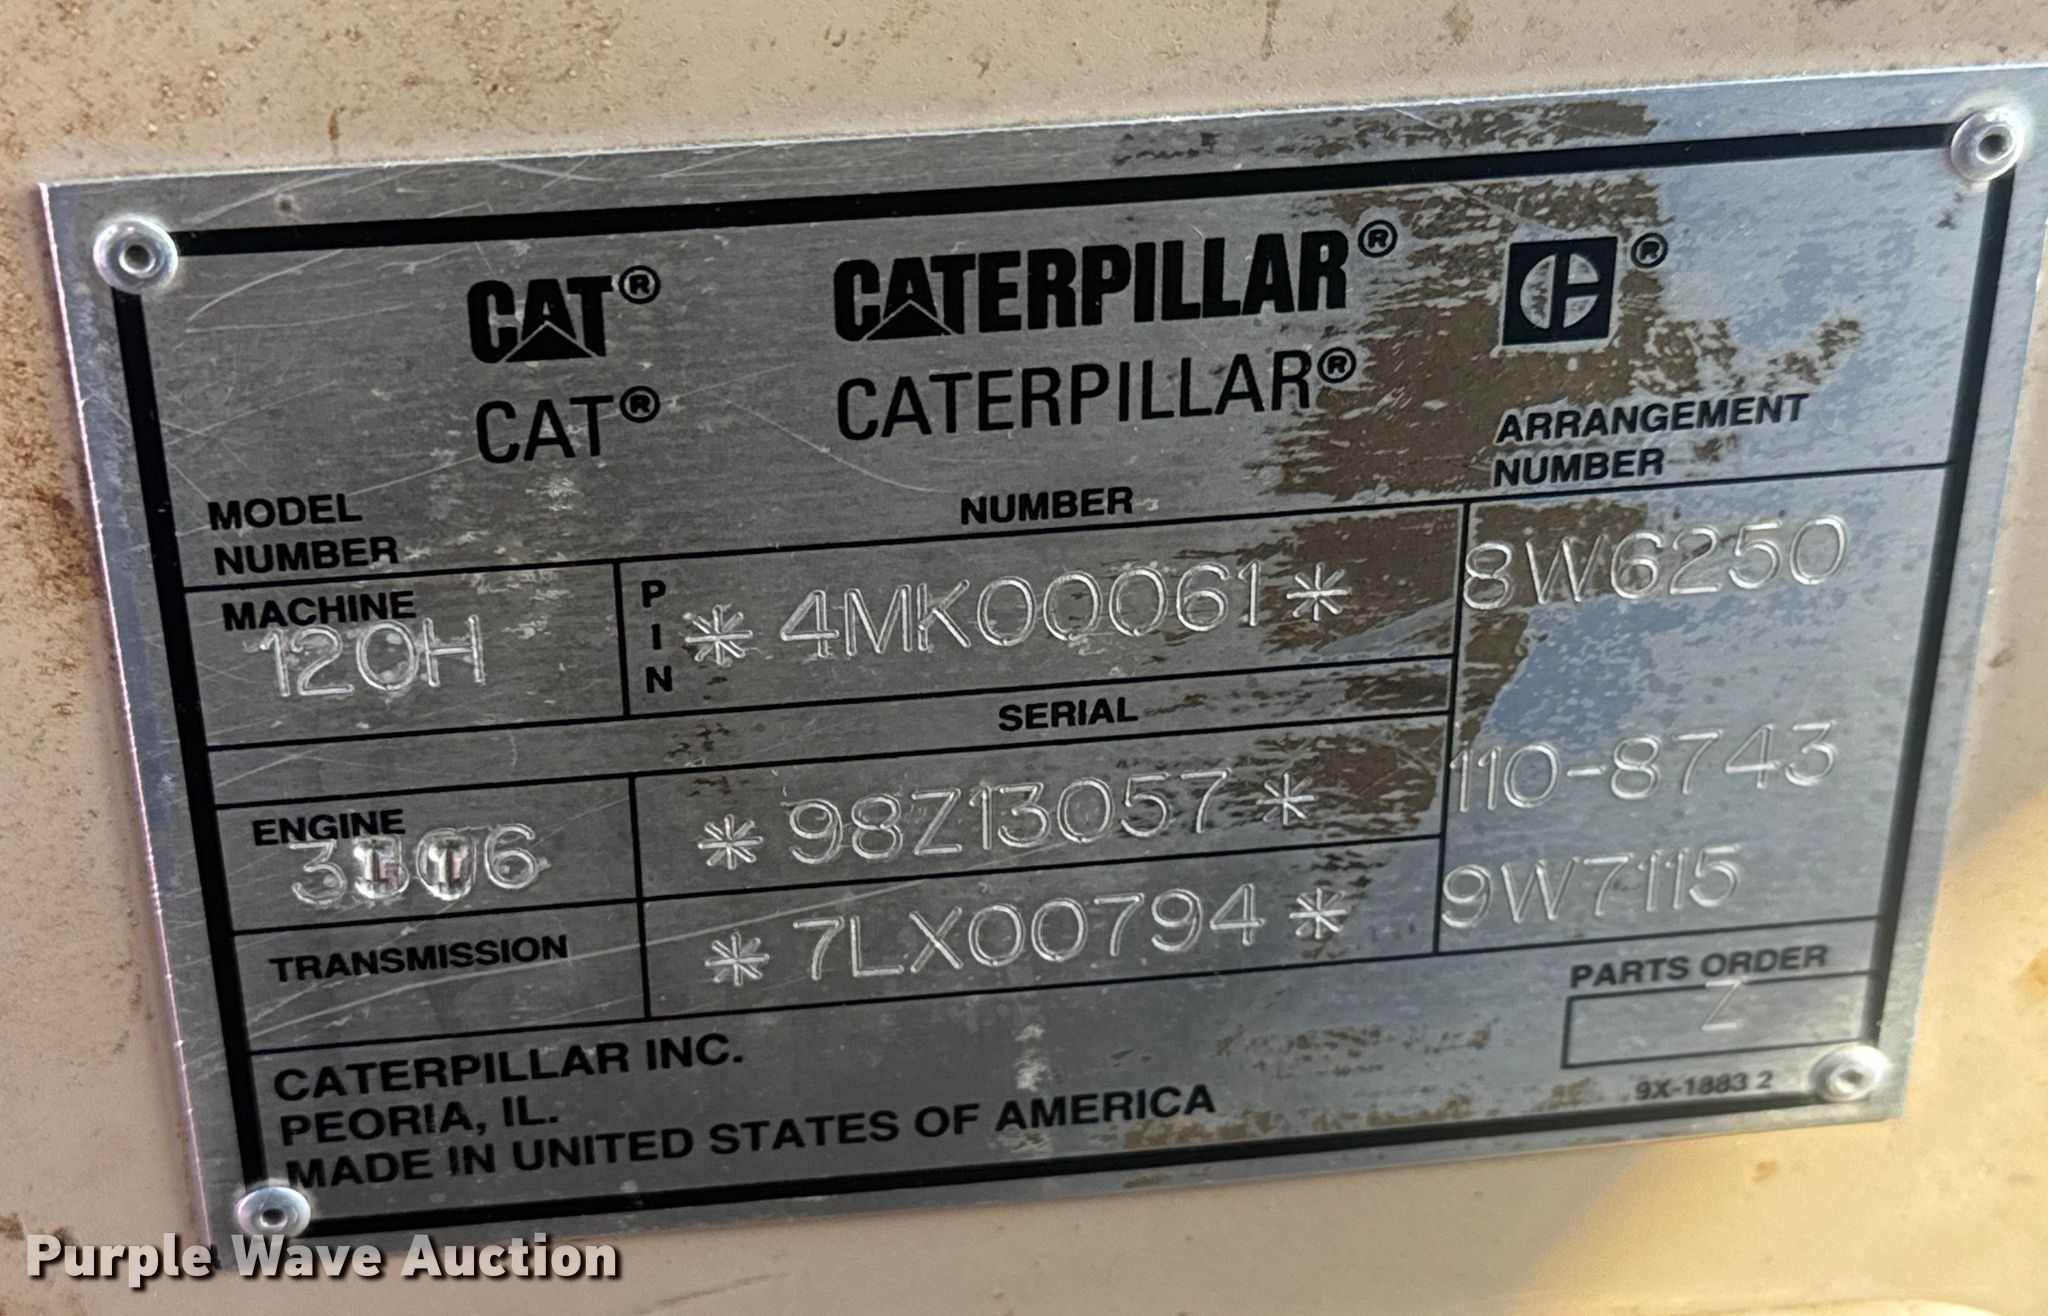 CAT® CATERPILLAR® ®
CAT® CATERPILLAR®
ARRANGEMENT
NUMBER
MODEL
NUMBER
NUMBER
MACHINE
120H
PIN
*4MK00061*
8W6250
SERIAL
ENGINE
*98Z13057*
110-8743
TRANSMISSION
*7LX00794*
9W7115
PARTS ORDER
Z
CATERPILLAR INC.
PEORIA, IL.
MADE IN UNITED STATES OF AMERICA
9X-1883 2
Purple Wave Auction